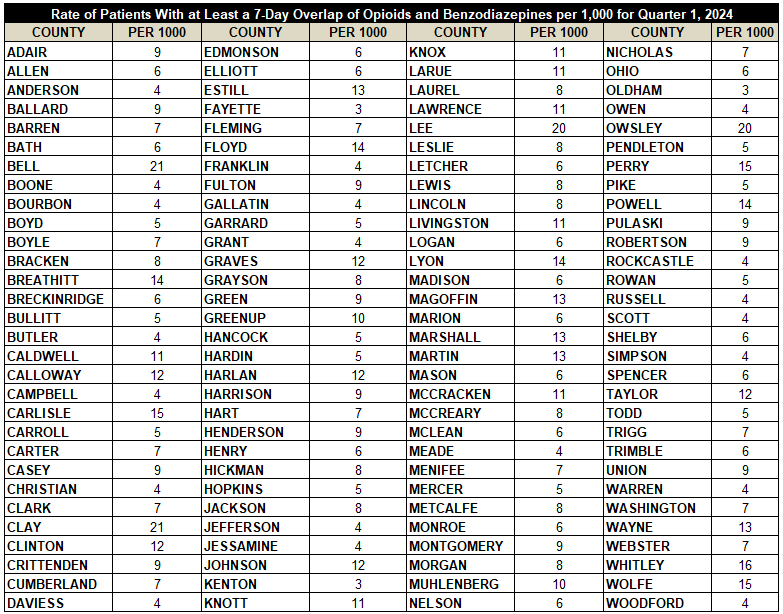 Rate of Patients With at Least a 7-Day Overlap of Opioids and Benzodiazepines per 1,000 for Quarter 1, 2024
COUNTY PER 1000 COUNTY PER 1000 COUNTY PER 1000 COUNTY PER 1000
ADAIR 9 EDMONSON 6 KNOX 11 NICHOLAS 7
ALLEN 6 ELLIOTT 6 LARUE 11 OHIO 6
ANDERSON 4 ESTILL 13 LAUREL 8 OLDHAM 3
BALLARD 9 FAYETTE 3 LAWRENCE 11 OWEN 4
BARREN 7 FLEMING 7 LEE 20 OWSLEY 20
BATH 6 FLOYD 14 LESLIE 8 PENDLETON 5
BELL 21 FRANKLIN 4 LETCHER 6 PERRY 15
BOONE 4 FULTON 9 LEWIS 8 PIKE 5
BOURBON 4 GALLATIN 4 LINCOLN 8 POWELL 14
BOYD 5 GARRARD 5 LIVINGSTON 11 PULASKI 9
BOYLE 7 GRANT 4 LOGAN 6 ROBERTSON 9
BRACKEN 8 GRAVES 12 LYON 14 ROCKCASTLE 4
BREATHITT 14 GRAYSON 8 MADISON 6 ROWAN 5
BRECKINRIDGE 6 GREEN 9 MAGOFFIN 13 RUSSELL 4
BULLITT 5 GREENUP 10 MARION 6 SCOTT 4
BUTLER 4 HANCOCK 5 MARSHALL 13 SHELBY 6
CALDWELL 11 HARDIN 5 MARTIN 13 SIMPSON 4
CALLOWAY 12 HARLAN 12 MASON 6 SPENCER 6
CAMPBELL 4 HARRISON 9 MCCRACKEN 11 TAYLOR 12
CARLISLE 15 HART 7 MCCREARY 8 TODD 5
CARROLL 5 HENDERSON 9 MCLEAN 6 TRIGG 7
CARTER 7 HENRY 6 MEADE 4 TRIMBLE 6
CASEY 9 HICKMAN 8 MENIFEE 7 UNION 9
CHRISTIAN 4 HOPKINS 5 MERCER 5 WARREN 4
CLARK 7 JACKSON 8 METCALFE 8 WASHINGTON 7
CLAY 21 JEFFERSON 4 MONROE 6 WAYNE 13
CLINTON 12 JESSAMINE 4 MONTGOMERY 9 WEBSTER 7
CRITTENDEN 9 JOHNSON 12 MORGAN 8 WHITLEY 16
CUMBERLAND 7 KENTON 3 MUHLENBERG 10 WOLFE 15
DAVIESS 4 KNOTT 11 NELSON 6 WOODFORD 4